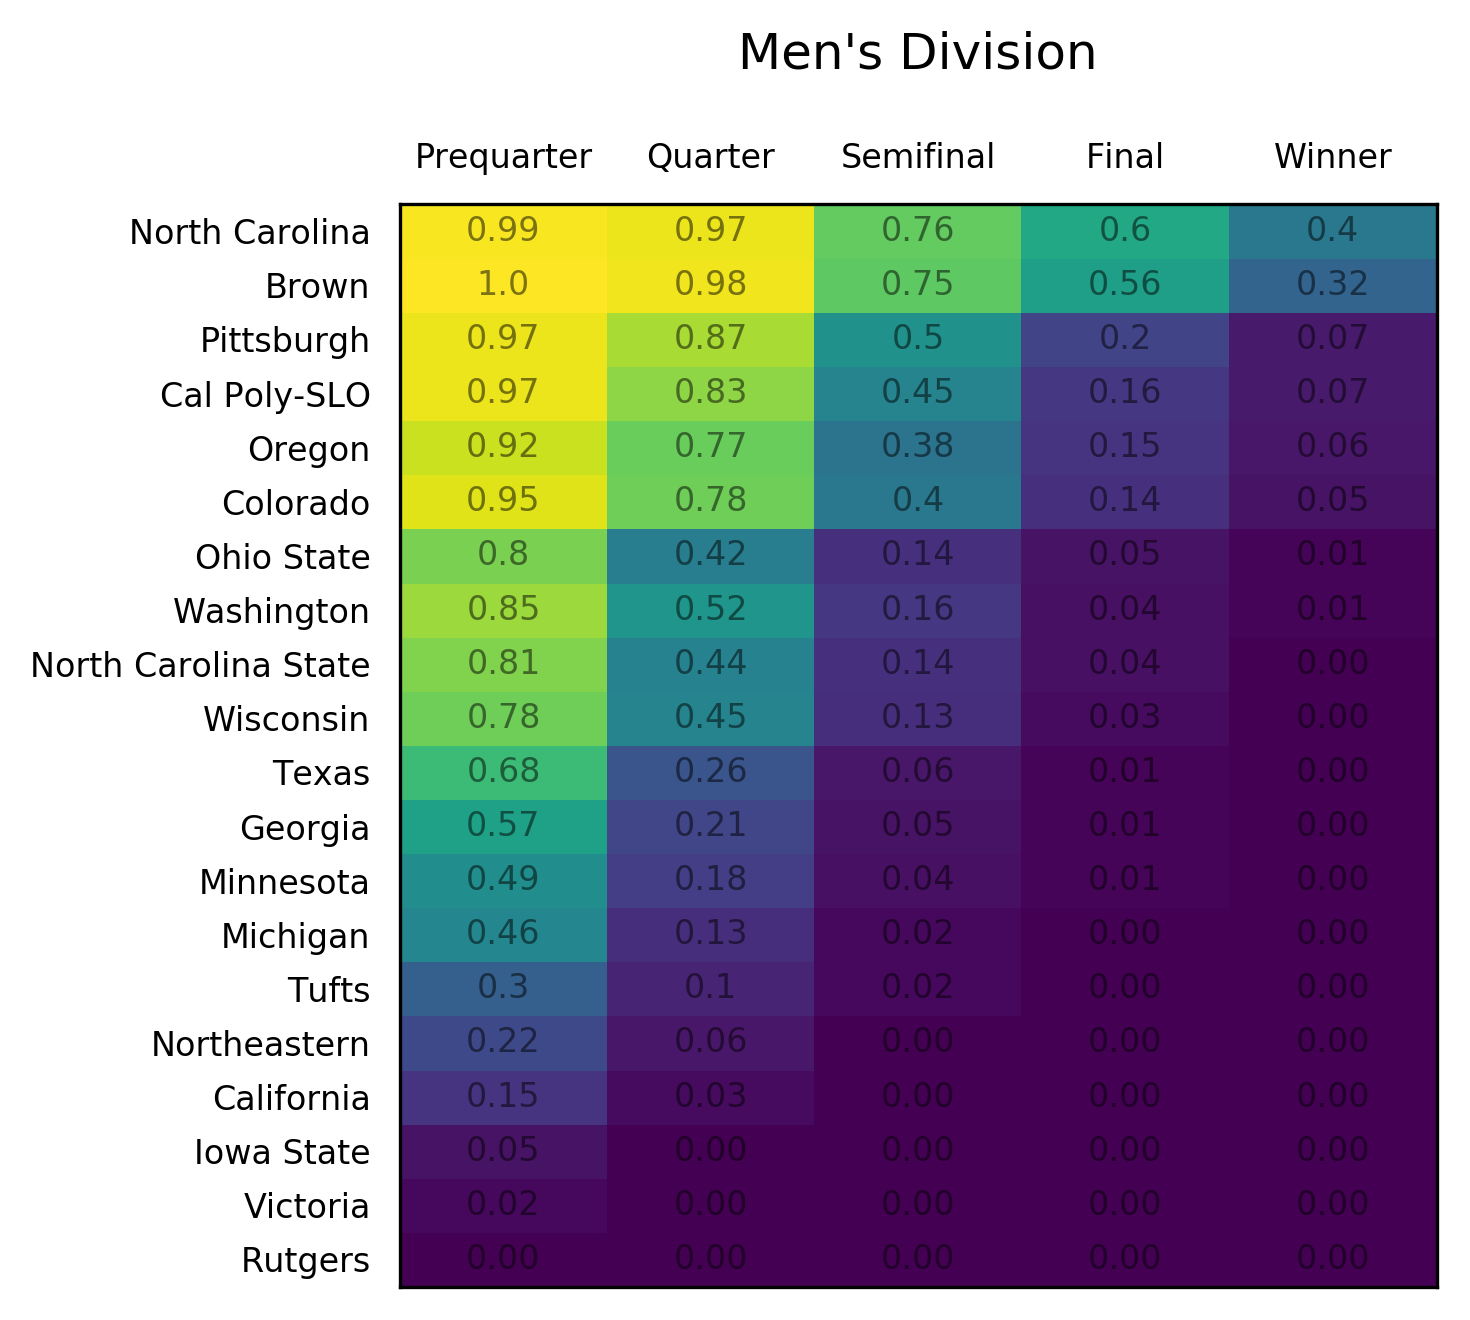 Men's Division
Prequarter Quarter Semifinal Final Winner
North Carolina 0.99 0.97 0.76 0.6 0.4
Brown 1.0 0.98 0.75 0.56 0.32
Pittsburgh 0.97 0.87 0.5 0.2 0.07
Cal Poly-SLO 0.97 0.83 0.45 0.16 0.07
Oregon 0.92 0.77 0.38 0.15 0.06
Colorado 0.95 0.78 0.4 0.14 0.05
Ohio State 0.8 0.42 0.14 0.05 0.01
Washington 0.85 0.52 0.16 0.04 0.01
North Carolina State 0.81 0.44 0.14 0.04 0.00
Wisconsin 0.78 0.45 0.13 0.03 0.00
Texas 0.68 0.26 0.06 0.01 0.00
Georgia 0.57 0.21 0.05 0.01 0.00
Minnesota 0.49 0.18 0.04 0.01 0.00
Michigan 0.46 0.13 0.02 0.00 0.00
Tufts 0.3 0.1 0.02 0.00 0.00
Northeastern 0.22 0.06 0.00 0.00 0.00
California 0.15 0.03 0.00 0.00 0.00
Iowa State 0.05 0.00 0.00 0.00 0.00
Victoria 0.02 0.00 0.00 0.00 0.00
Rutgers 0.00 0.00 0.00 0.00 0.00